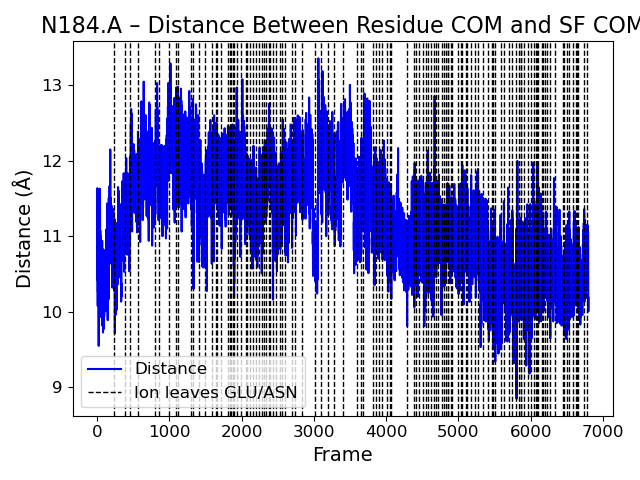 N184.A – Distance Between Residue COM and SF COM
Distance (Å)
13
12
11
10
9
Distance
Ion leaves GLU/ASN
0 1000 2000 3000 4000 5000 6000 7000
Frame